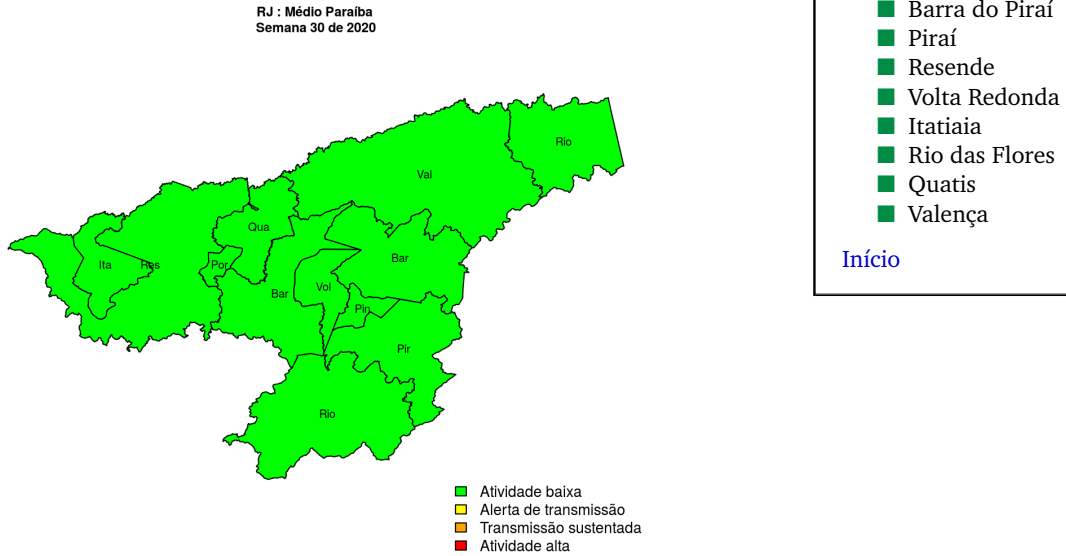 RJ : Médio Paraíba
Semana 30 de 2020
Rio
Val
Qua
Ita
Res
Por
Bar
Bar
Vol
Pin
Pir
Rio
Atividade baixa
Alerta de transmissão
Transmissão sustentada
Atividade alta
Barra do Piraí
Piraí
Resende
Volta Redonda
Itatiaia
Rio das Flores
Quatis
Valença
Início